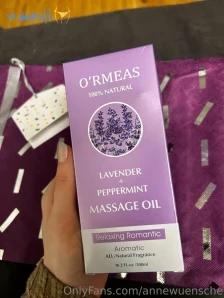 O'RMEAS
100% NATURAL
LAVENDER
+
PEPPERMINT
MASSAGE OIL
Relaxing Romantic
Aromatic
ALL-Natural Fragrance
OnlyFans.com/annewuensche